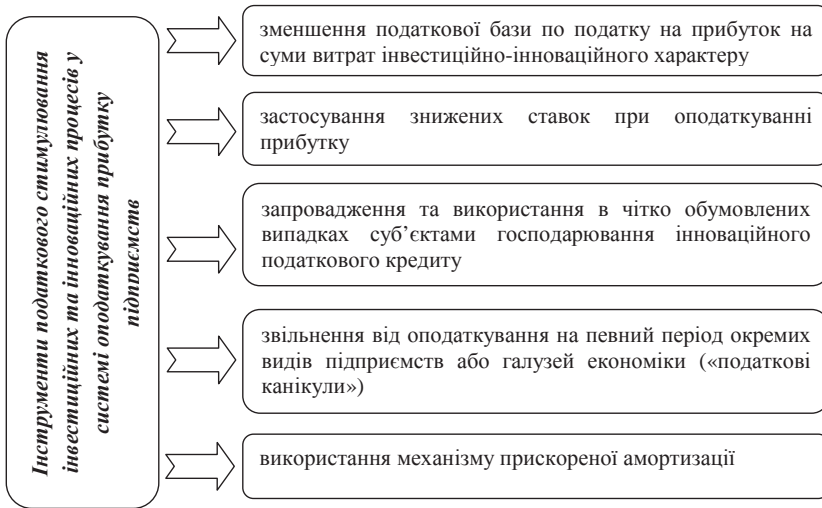 Інструменти податкового стимулювання
інвестиційних та інноваційних процесів у
системі оподаткування прибутку
підприємств
зменшення податкової бази по податку на прибуток на
суми витрат інвестиційно-інноваційного характеру
застосування знижених ставок при оподаткуванні
прибутку
запровадження та використання в чітко обумовлених
випадках суб’єктами господарювання інноваційного
податкового кредиту
звільнення від оподаткування на певний період окремих
видів підприємств або галузей економіки («податкові
канікули»)
використання механізму прискореної амортизації